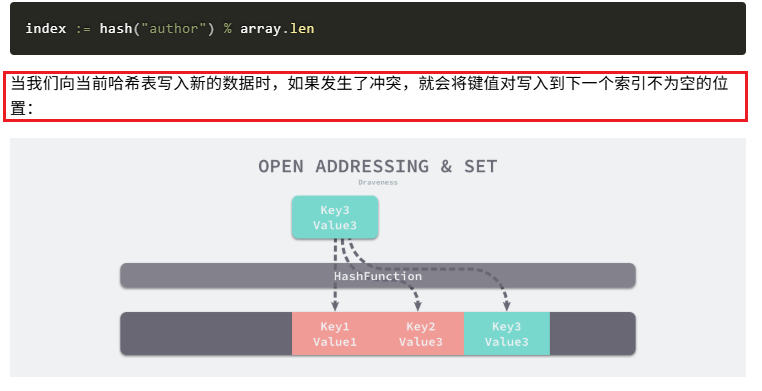 index := hash("author") % array.len
当我们向当前哈希表写入新的数据时，如果发生了冲突，就会将键值对写入到下一个索引不为空的位
置：
OPEN ADDRESSING & SET
Draveness
Key3
Value3
HashFunction
Key1 Key2 Key3
Value1 Value3 Value3